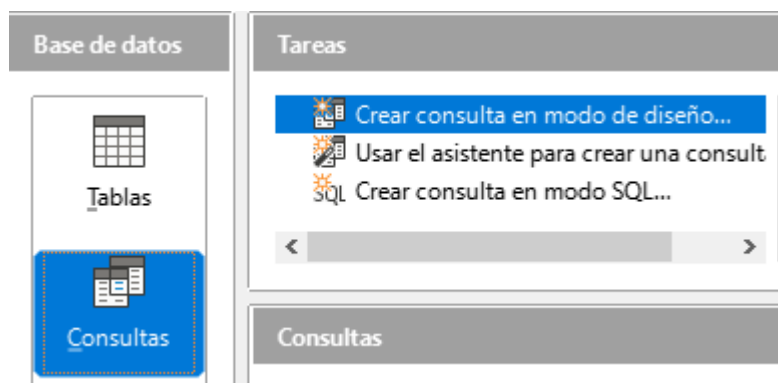 Base de datos
Tareas
Crear consulta en modo de diseño...
Usar el asistente para crear una consult
SQL Crear consulta en modo SQL...
Tablas
Consultas
Consultas